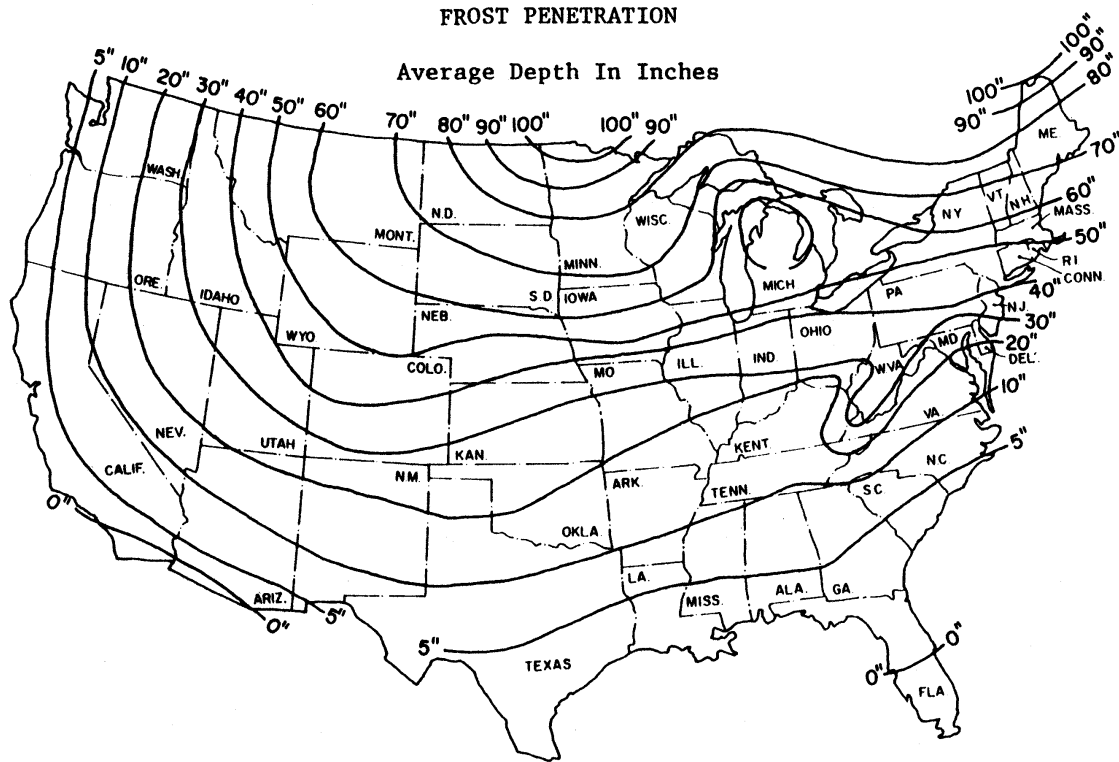 FROST PENETRATION
Average Depth In Inches
5" 10" 20" 30" 40" 50" 60" 70" 80" 90" 100" 100" 90" 100" 90" 100" 90" 80"
ME
WASH
70"
VT.
N.H.
NY
60"
N.D.
WISC.
MASS.
MONT.
50"
RI
MINN.
CONN.
ORE.
IDAHO
S.D
IOWA
MICH
PA
40"
NEB.
NJ.
WYO
OHIO
30"
COLO.
MO
ILL.
IND
WVA
MD
20"
DEL.
10"
VA
NEV.
UTAH
KAN.
KENT.
5"
CALIF.
N.M.
NC
ARK.
TENN.
SC
0"
OKLA.
LA.
ARIZ.
MISS.
ALA.
GA.
0"
5"
5"
TEXAS
0"
0"
FLA